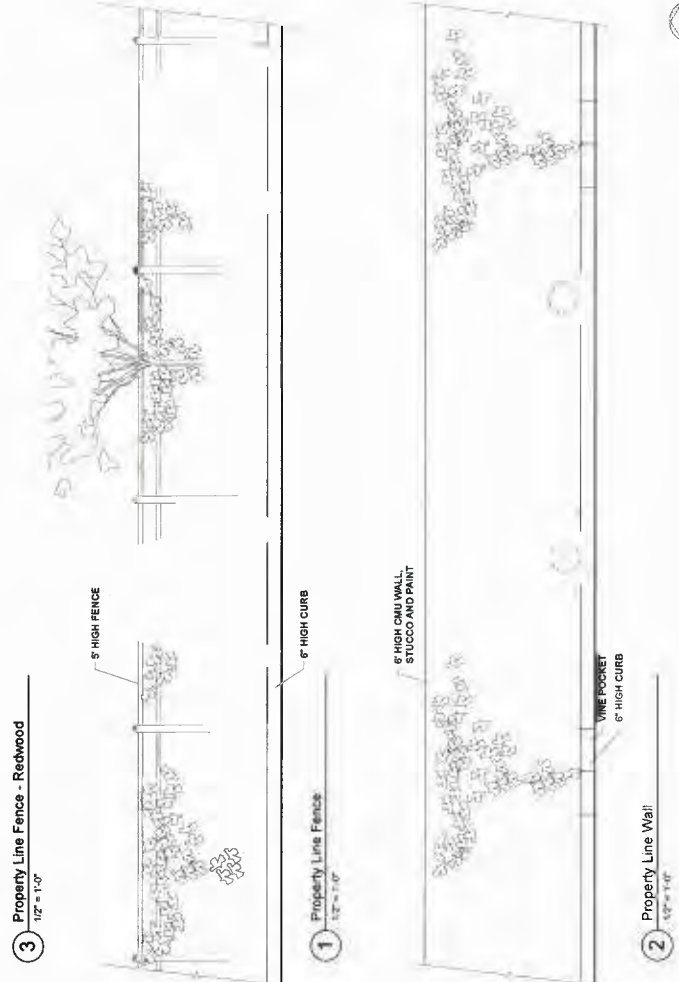 3 Property Line Fence - Redwood
1/2" = 1'-0"
5' HIGH FENCE
6" HIGH CURB
1 Property Line Fence
1/2" = 1'-0"
6' HIGH CMU WALL,
STUCCO AND PAINT
VINE POCKET
6" HIGH CURB
2 Property Line Wall
1/2" = 1'-0"